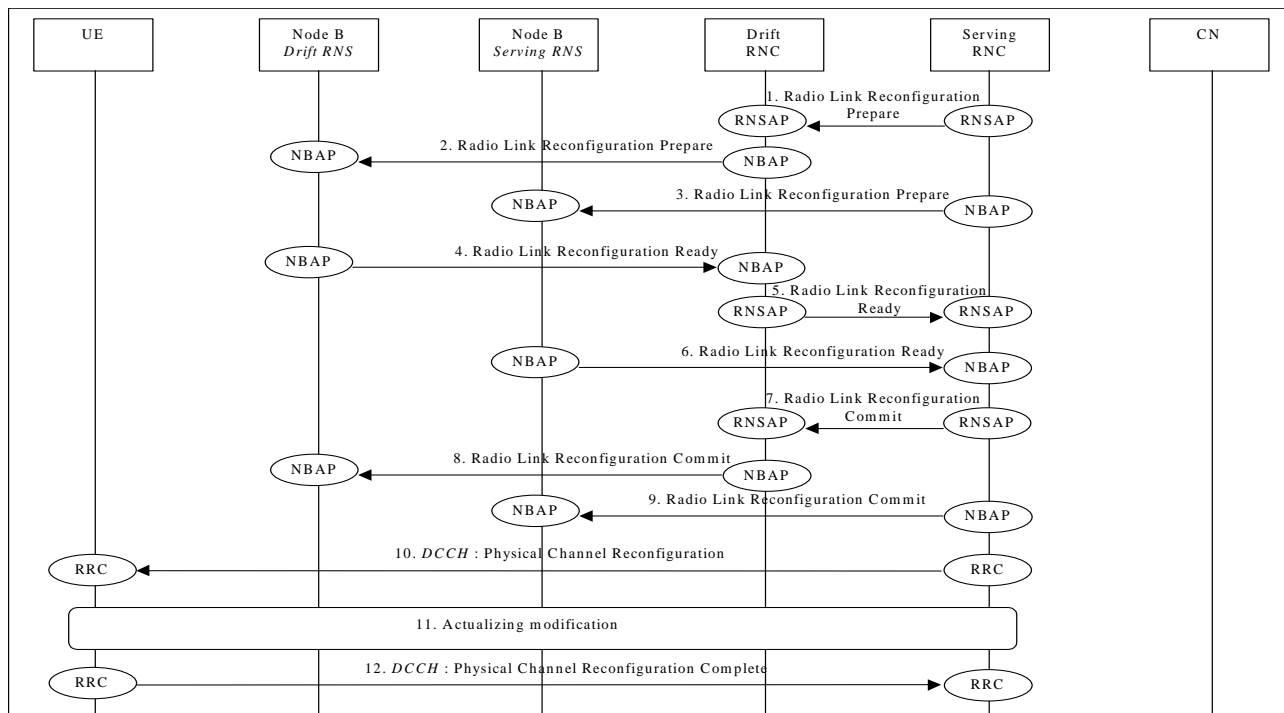 UE
Node B
Drift RNS
Node B
Serving RNS
Drift
RNC
Serving
RNC
CN
1. Radio Link Reconfiguration
Prepare
RNSAP
RNSAP
NBAP
2. Radio Link Reconfiguration Prepare
NBAP
NBAP
3. Radio Link Reconfiguration Prepare
NBAP
NBAP
4. Radio Link Reconfiguration Ready
NBAP
5. Radio Link Reconfiguration
Ready
RNSAP
RNSAP
NBAP
6. Radio Link Reconfiguration Ready
NBAP
7. Radio Link Reconfiguration
Commit
RNSAP
RNSAP
NBAP
8. Radio Link Reconfiguration Commit
NBAP
NBAP
9. Radio Link Reconfiguration Commit
NBAP
RRC
10. DCCH : Physical Channel Reconfiguration
RRC
11. Actualizing modification
RRC
12. DCCH : Physical Channel Reconfiguration Complete
RRC